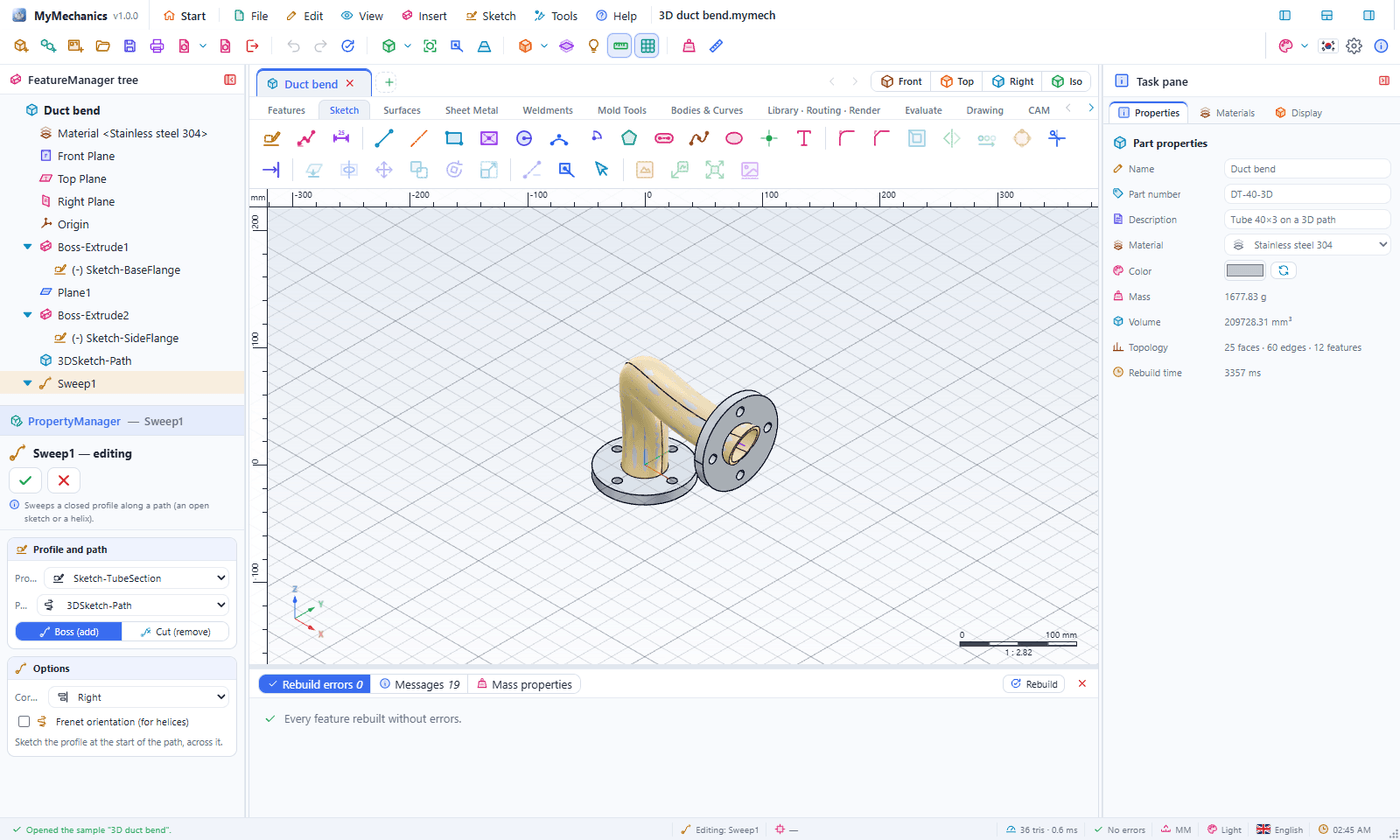 MyMechanics v1.0.0
Start
File
Edit
View
Insert
Sketch
Tools
Help
3D duct bend.mymech
FeatureManager tree
Duct bend
Material <Stainless steel 304>
Front Plane
Top Plane
Right Plane
Origin
Boss-Extrude1
(-) Sketch-BaseFlange
Plane1
Boss-Extrude2
(-) Sketch-SideFlange
3DSketch-Path
Sweep1
PropertyManager — Sweep1
Sweep1 — editing
Sweeps a closed profile along a path (an open
sketch or a helix).
Profile and path
Pro... Sketch-TubeSection
P... 3DSketch-Path
Boss (add) Cut (remove)
Options
Cor... Right
Frenet orientation (for helices)
Sketch the profile at the start of the path, across it.
Duct bend
Front
Top
Right
Iso
Features
Sketch
Surfaces
Sheet Metal
Weldments
Mold Tools
Bodies & Curves
Library · Routing · Render
Evaluate
Drawing
CAM
25
mm
-300
-200
-100
0
100
200
300
200
100
0
-100
Z
Y
X
0 100 mm
1 : 2.82
Rebuild errors 0
Messages 19
Mass properties
Rebuild
Every feature rebuilt without errors.
Task pane
Properties
Materials
Display
Part properties
Name Duct bend
Part number DT-40-3D
Description Tube 40×3 on a 3D path
Material Stainless steel 304
Color
Mass 1677.83 g
Volume 209728.31 mm³
Topology 25 faces · 60 edges · 12 features
Rebuild time 3357 ms
Opened the sample "3D duct bend".
Editing: Sweep1
—
36 tris · 0.6 ms
No errors
MM
Light
English
02:45 AM